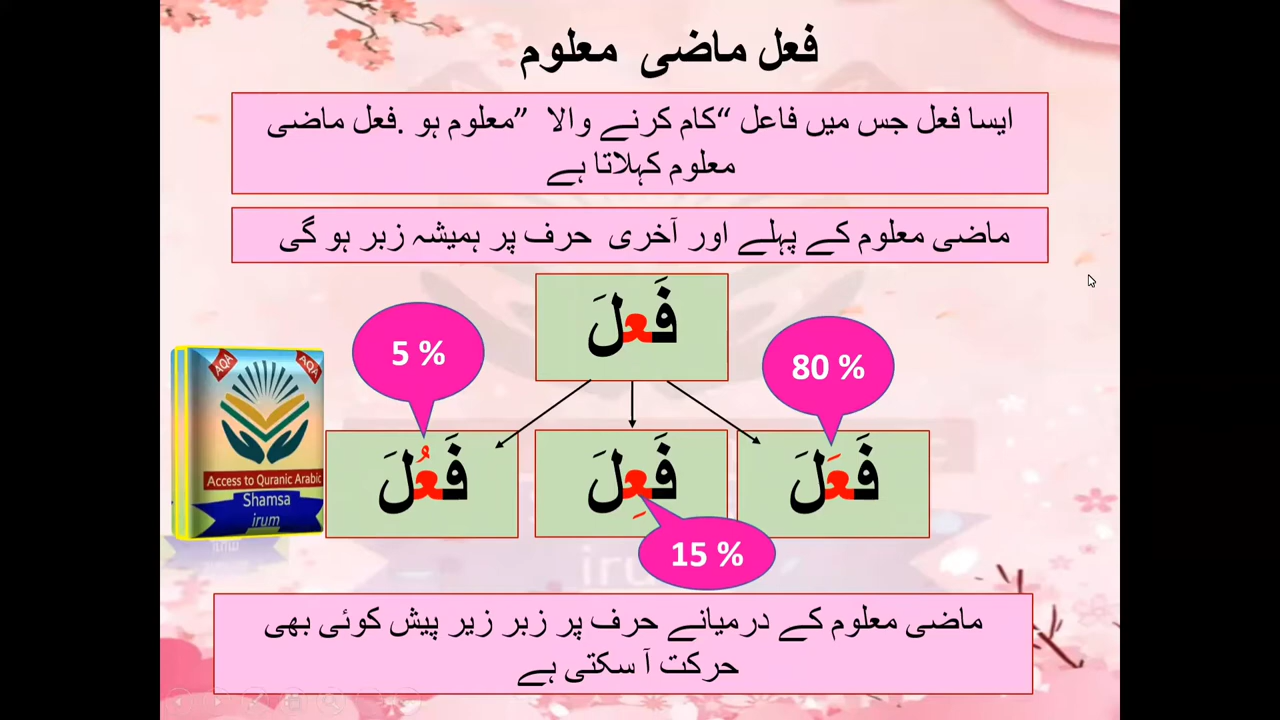 فعل ماضی معلوم
ایسا فعل جس میں فاعل “کام کرنے والا ”معلوم ہو .فعل ماضی
معلوم کہلاتا ہے
ماضی معلوم کے پہلے اور آخری حرف پر ہمیشہ زبر ہو گی
فَعلَ
80 %
5 %
فَعَلَ
فَعِلَ
فَعُلَ
15 %
AQA
AQA
Access to Quranic Arabic
Shamsa
irum
ماضی معلوم کے درمیانے حرف پر زبر زیر پیش کوئی بھی
حرکت آ سکتی ہے